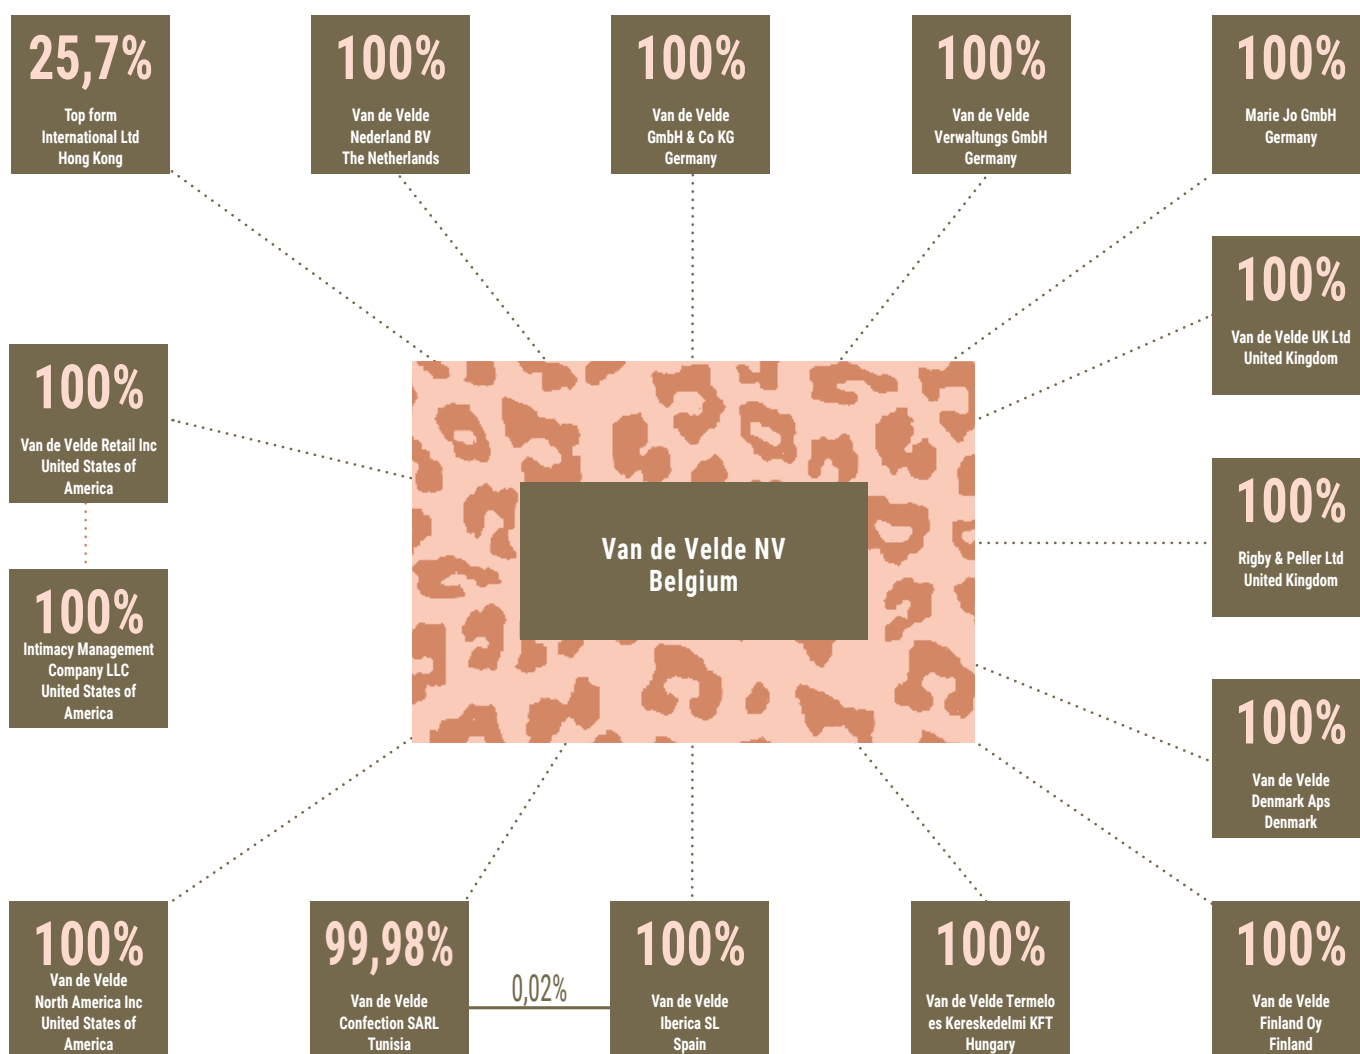 25,7%
Top form
International Ltd
Hong Kong
100%
Van de Velde
Nederland BV
The Netherlands
100%
Van de Velde
GmbH & Co KG
Germany
100%
Van de Velde
Verwaltungs GmbH
Germany
100%
Marie Jo GmbH
Germany
100%
Van de Velde UK Ltd
United Kingdom
100%
Van de Velde Retail Inc
United States of
America
100%
Rigby & Peller Ltd
United Kingdom
Van de Velde NV
Belgium
100%
Intimacy Management
Company LLC
United States of
America
100%
Van de Velde
Denmark Aps
Denmark
100%
Van de Velde
North America Inc
United States of
America
99,98%
Van de Velde
Confection SARL
Tunisia
0,02%
100%
Van de Velde
Iberica SL
Spain
100%
Van de Velde Termelo
es Kereskedelmi KFT
Hungary
100%
Van de Velde
Finland Oy
Finland